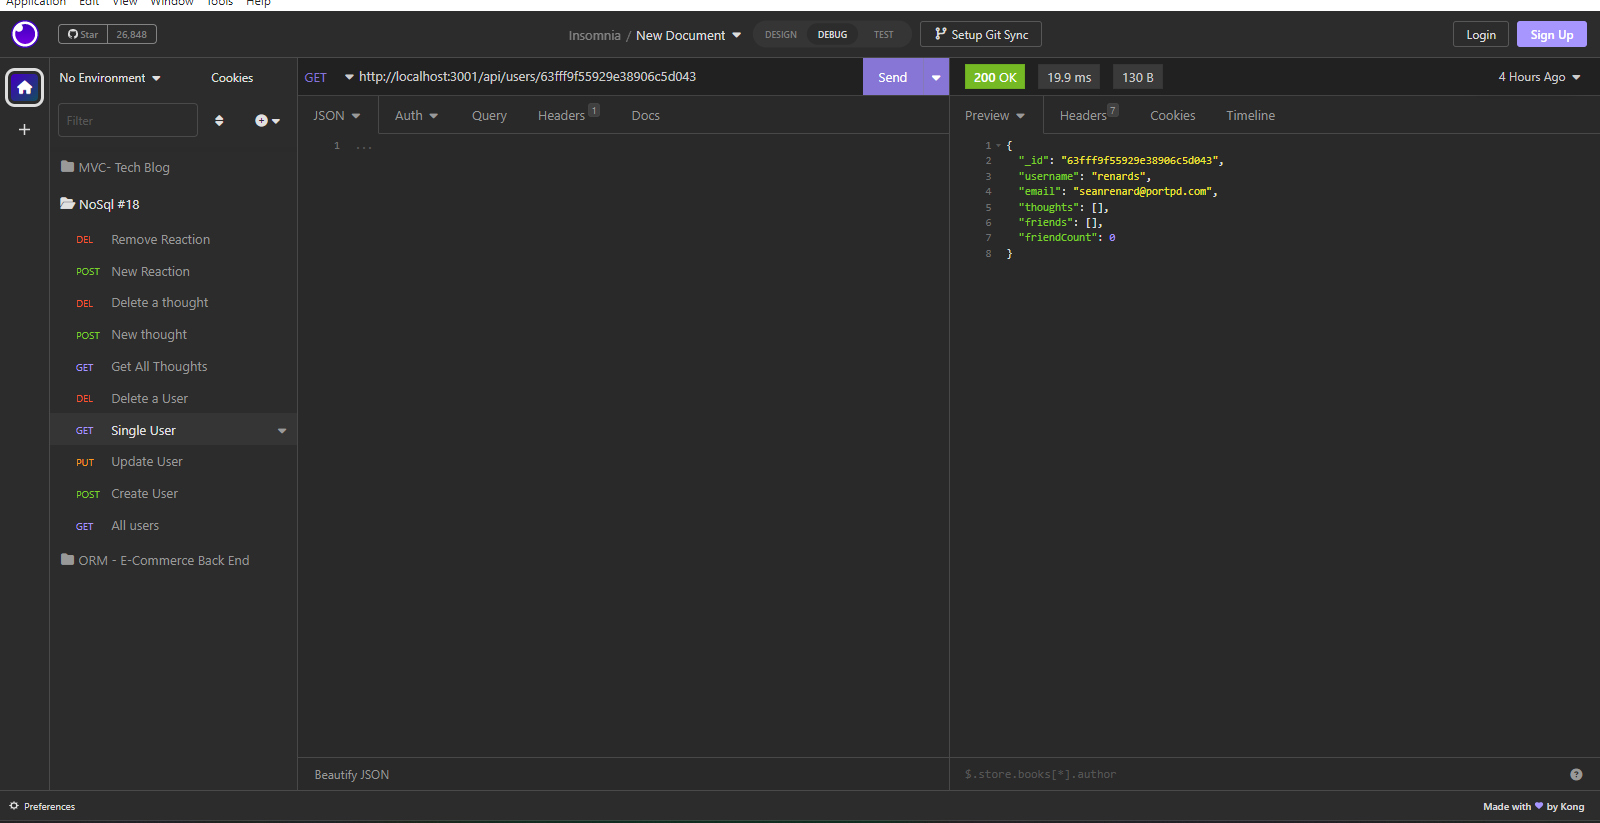 Application Edit View Window Tools Help
Star 26,848
Insomnia / New Document
DESIGN DEBUG TEST
Setup Git Sync
Login
Sign Up
No Environment
Cookies
GET http://localhost:3001/api/users/63fff9f55929e38906c5d043
Send
200 OK
19.9 ms
130 B
4 Hours Ago
Filter
JSON Auth Query Headers 1 Docs
Preview Headers 7 Cookies Timeline
MVC- Tech Blog
NoSql #18
DEL Remove Reaction
POST New Reaction
DEL Delete a thought
POST New thought
GET Get All Thoughts
DEL Delete a User
GET Single User
PUT Update User
POST Create User
GET All users
ORM - E-Commerce Back End
1 ...
1 {
2 "_id": "63fff9f55929e38906c5d043",
3 "username": "renards",
4 "email": "seanrenard@portpd.com",
5 "thoughts": [],
6 "friends": [],
7 "friendCount": 0
8 }
Beautify JSON
$.store.books[*].author
?
Preferences
Made with ♥ by Kong